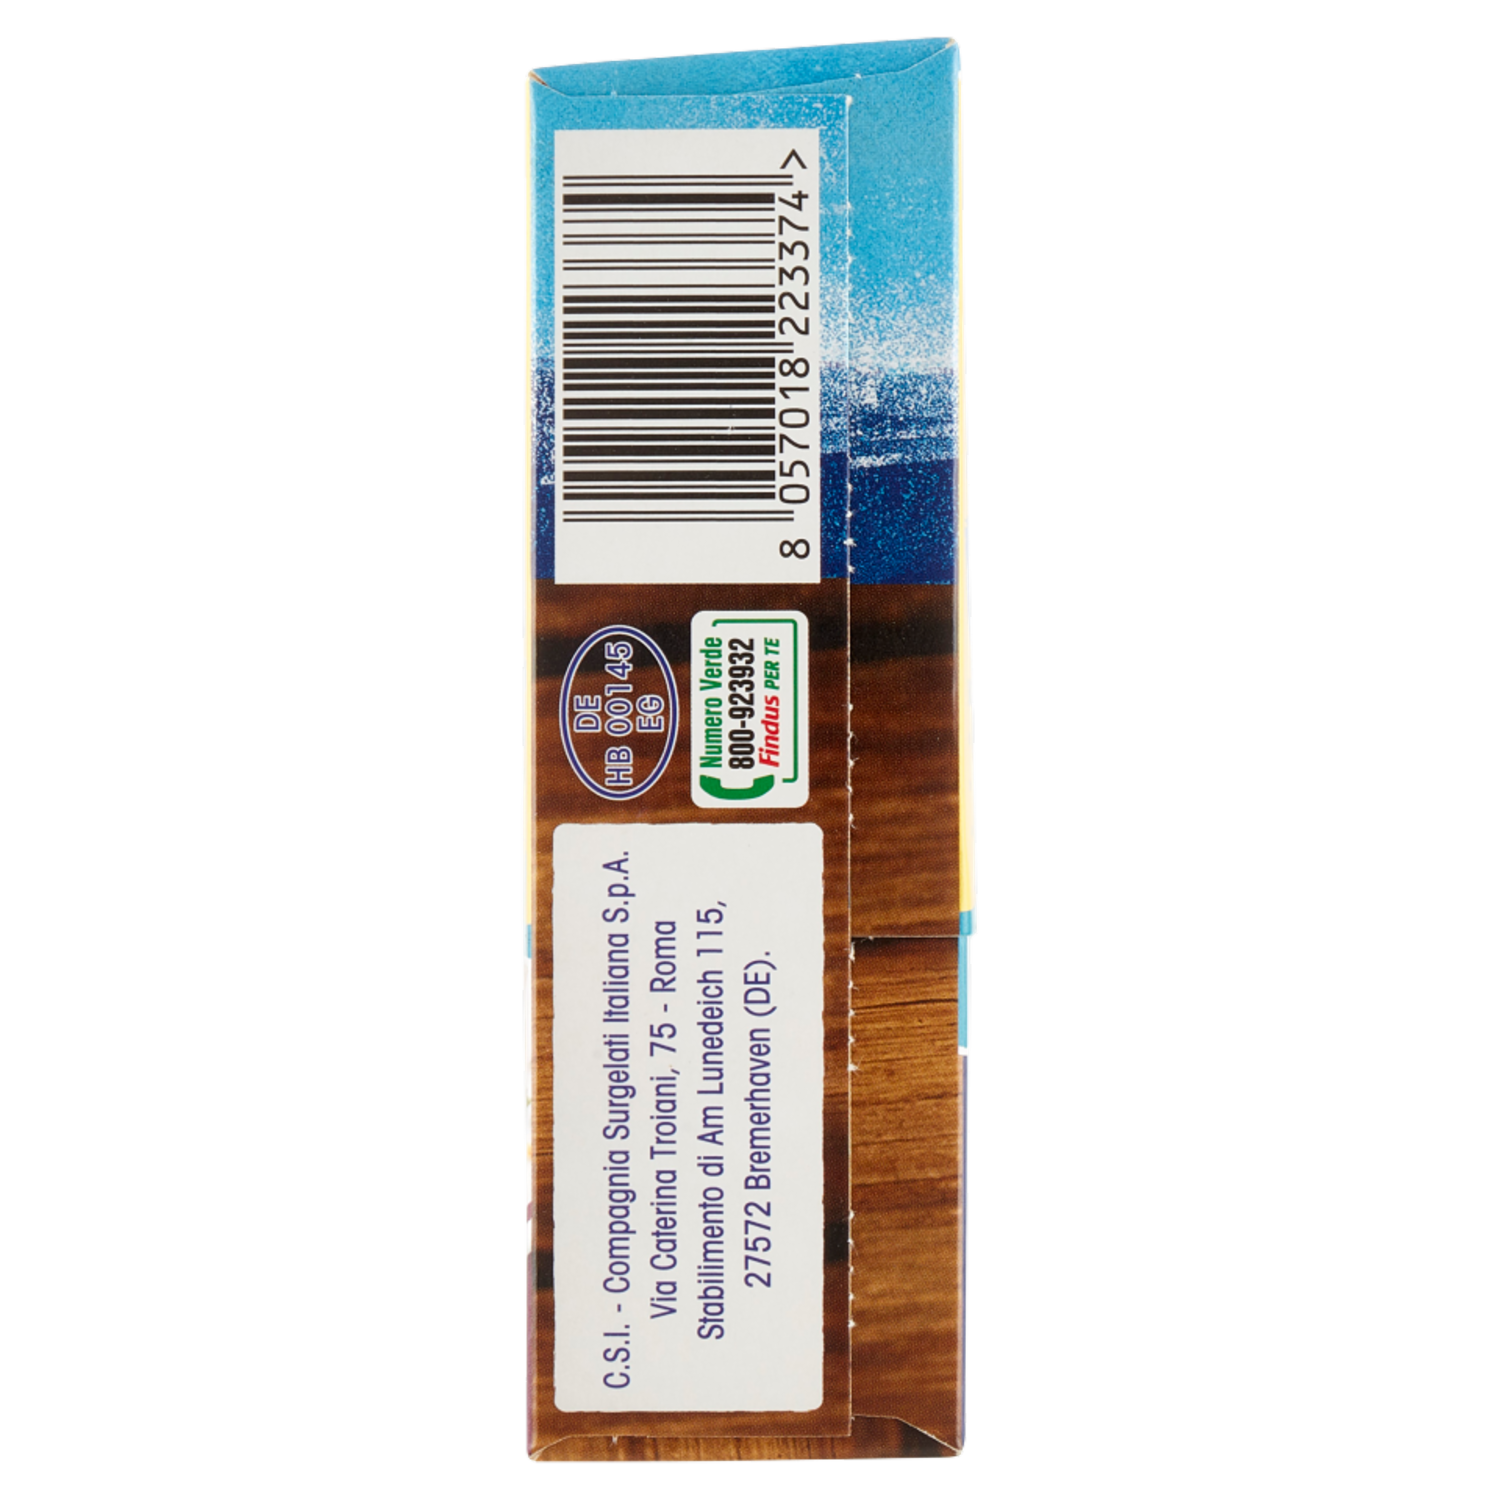 8 057018 223374 >
DE
HB 00145
EG
Numero Verde
800-923932
Findus PER TE
C.S.I. - Compagnia Surgelati Italiana S.p.A.
Via Caterina Troiani, 75 - Roma
Stabilimento di Am Lunedeich 115,
27572 Bremerhaven (DE).